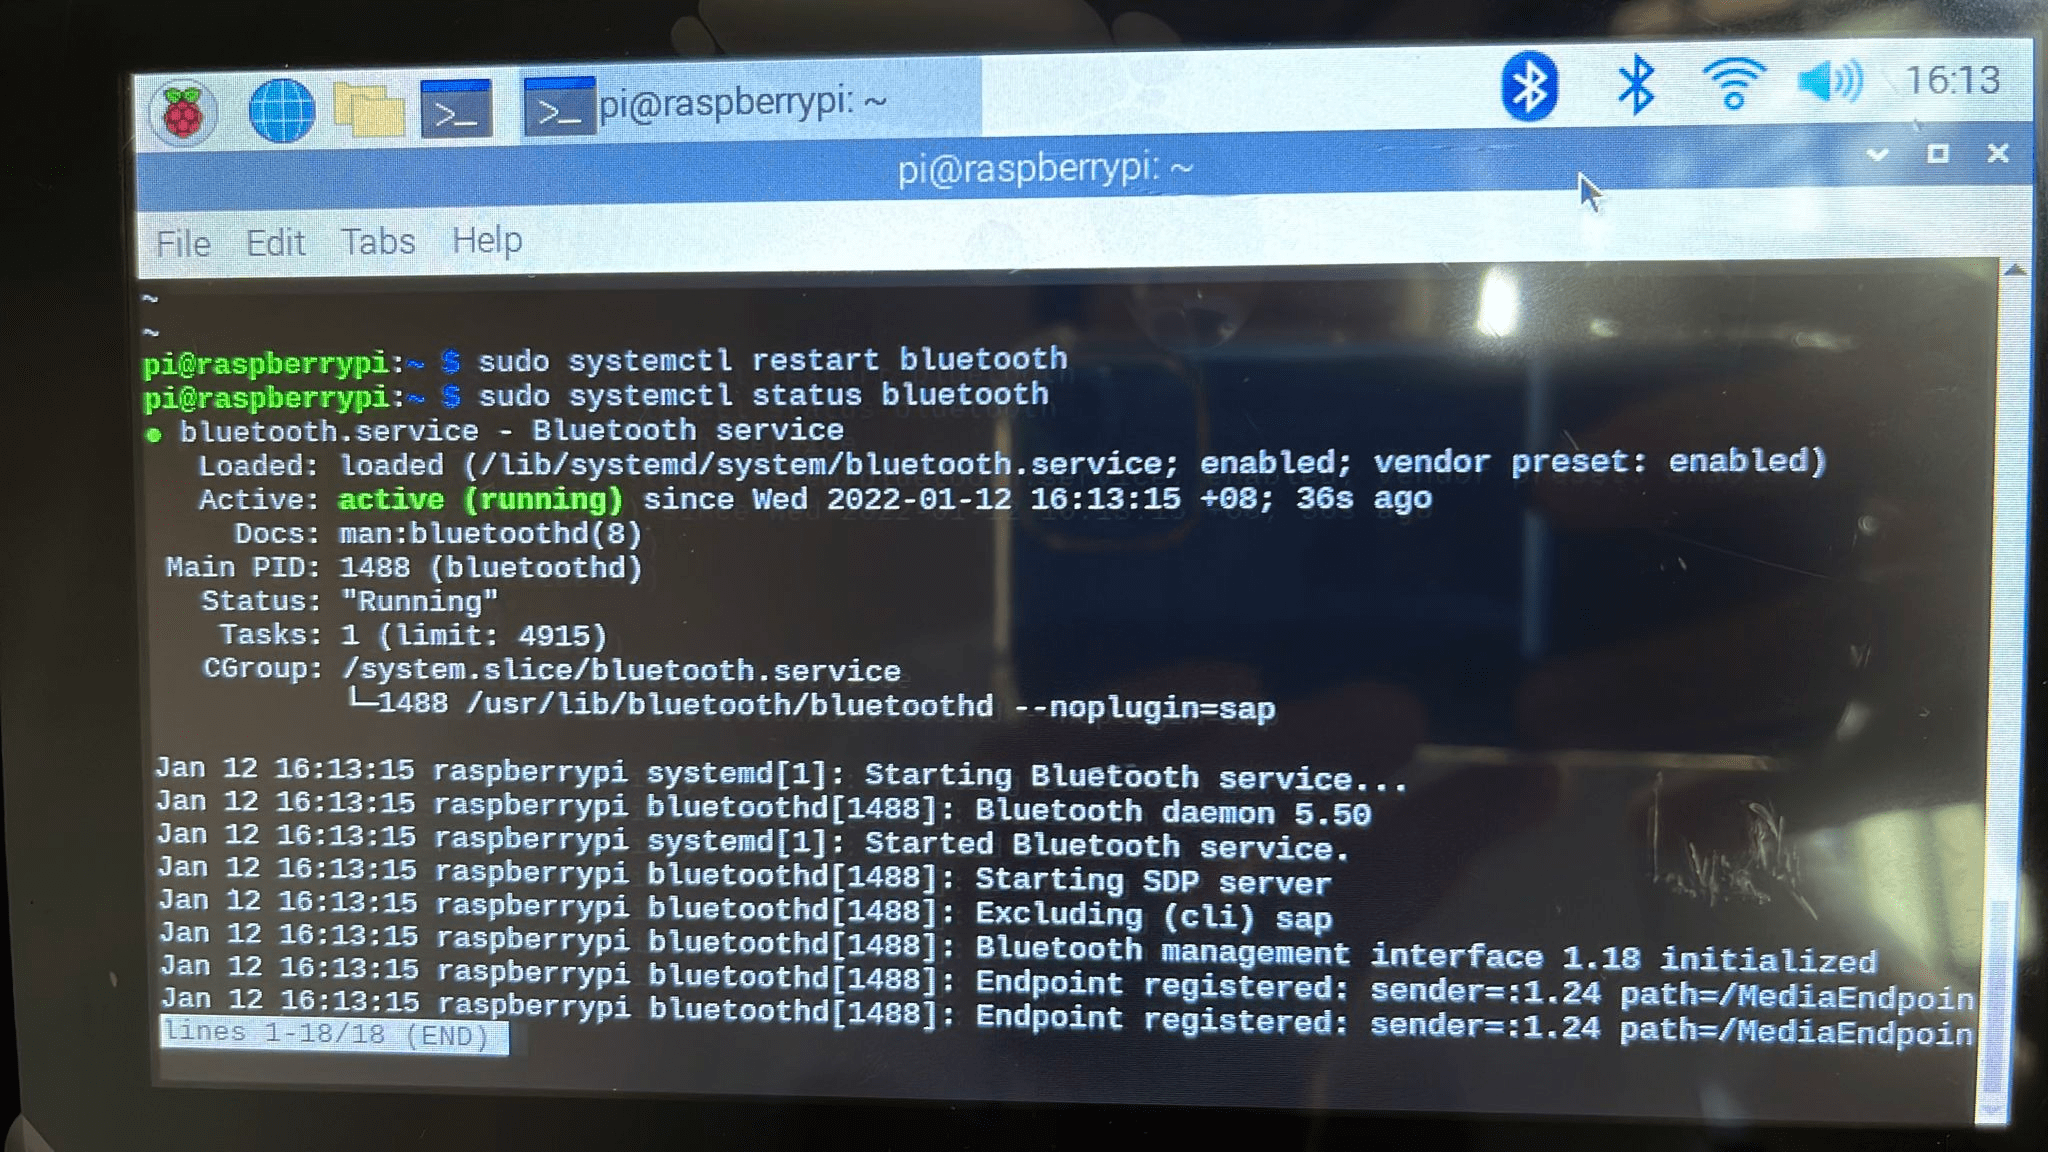 pi@raspberrypi: ~
16:13
pi@raspberrypi: ~
File Edit Tabs Help
~
~
pi@raspberrypi:~ $ sudo systemctl restart bluetooth
pi@raspberrypi:~ $ sudo systemctl status bluetooth
● bluetooth.service - Bluetooth service
Loaded: loaded (/lib/systemd/system/bluetooth.service; enabled; vendor preset: enabled)
Active: active (running) since Wed 2022-01-12 16:13:15 +08; 36s ago
Docs: man:bluetoothd(8)
Main PID: 1488 (bluetoothd)
Status: "Running"
Tasks: 1 (limit: 4915)
CGroup: /system.slice/bluetooth.service
└─1488 /usr/lib/bluetooth/bluetoothd --noplugin=sap
Jan 12 16:13:15 raspberrypi systemd[1]: Starting Bluetooth service...
Jan 12 16:13:15 raspberrypi bluetoothd[1488]: Bluetooth daemon 5.50
Jan 12 16:13:15 raspberrypi systemd[1]: Started Bluetooth service.
Jan 12 16:13:15 raspberrypi bluetoothd[1488]: Starting SDP server
Jan 12 16:13:15 raspberrypi bluetoothd[1488]: Excluding (cli) sap
Jan 12 16:13:15 raspberrypi bluetoothd[1488]: Bluetooth management interface 1.18 initialized
Jan 12 16:13:15 raspberrypi bluetoothd[1488]: Endpoint registered: sender=:1.24 path=/MediaEndpoin
Jan 12 16:13:15 raspberrypi bluetoothd[1488]: Endpoint registered: sender=:1.24 path=/MediaEndpoin
lines 1-18/18 (END)